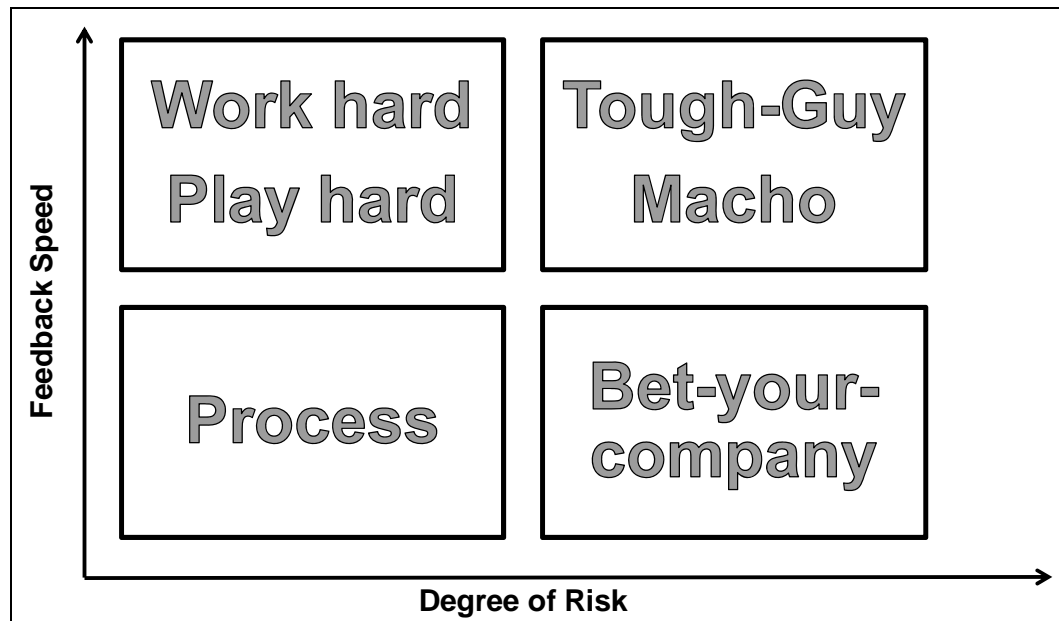 Work hard
Play hard
Tough-Guy
Macho
Feedback Speed
Process
Bet-your-
company
Degree of Risk